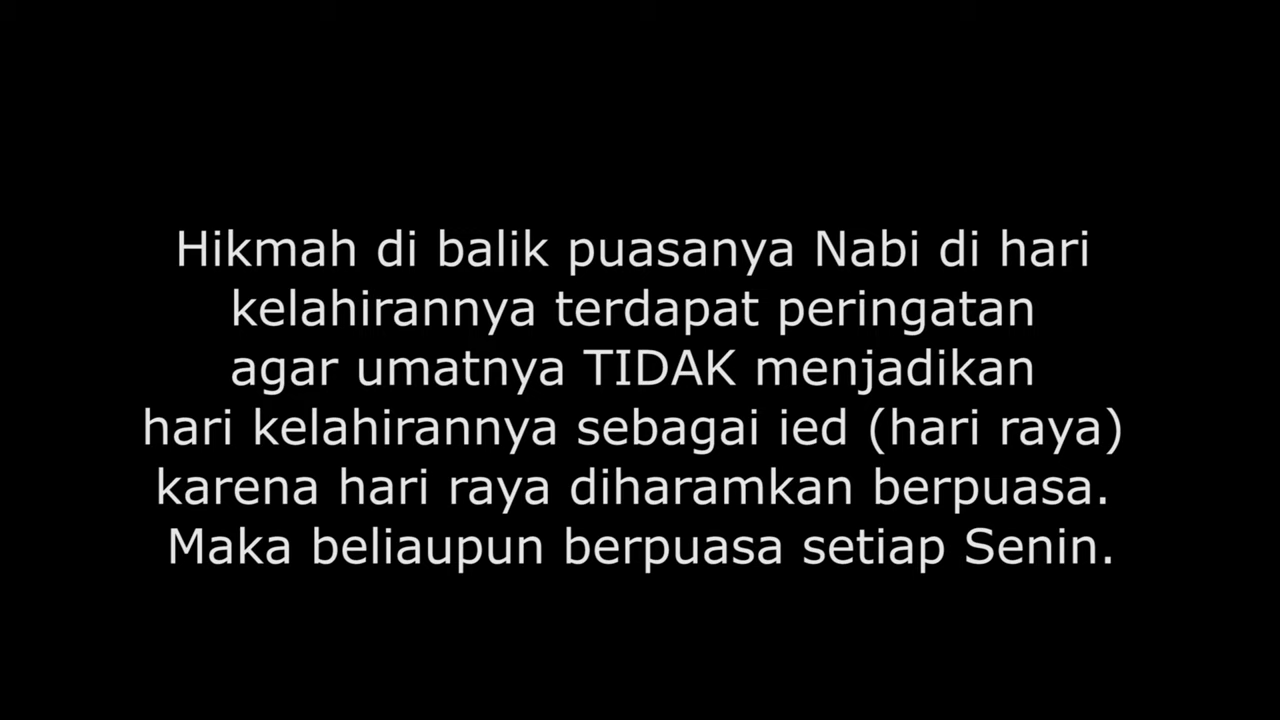 Hikmah di balik puasanya Nabi di hari
kelahirannya terdapat peringatan
agar umatnya TIDAK menjadikan
hari kelahirannya sebagai ied (hari raya)
karena hari raya diharamkan berpuasa.
Maka beliaupun berpuasa setiap Senin.